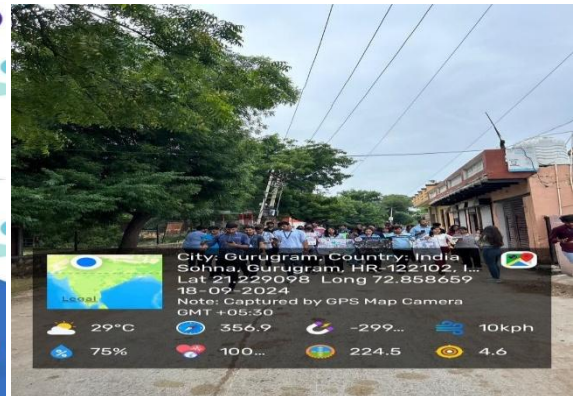 City: Gurugram, Country: India
Sohna, Gurugram, HR-122102, I...
Lat 21.229098 Long 72.858659
18-09-2024
Note: Captured by GPS Map Camera
GMT +05:30
29°C 356.9 -299... 10kph
75% 100... 224.5 4.6